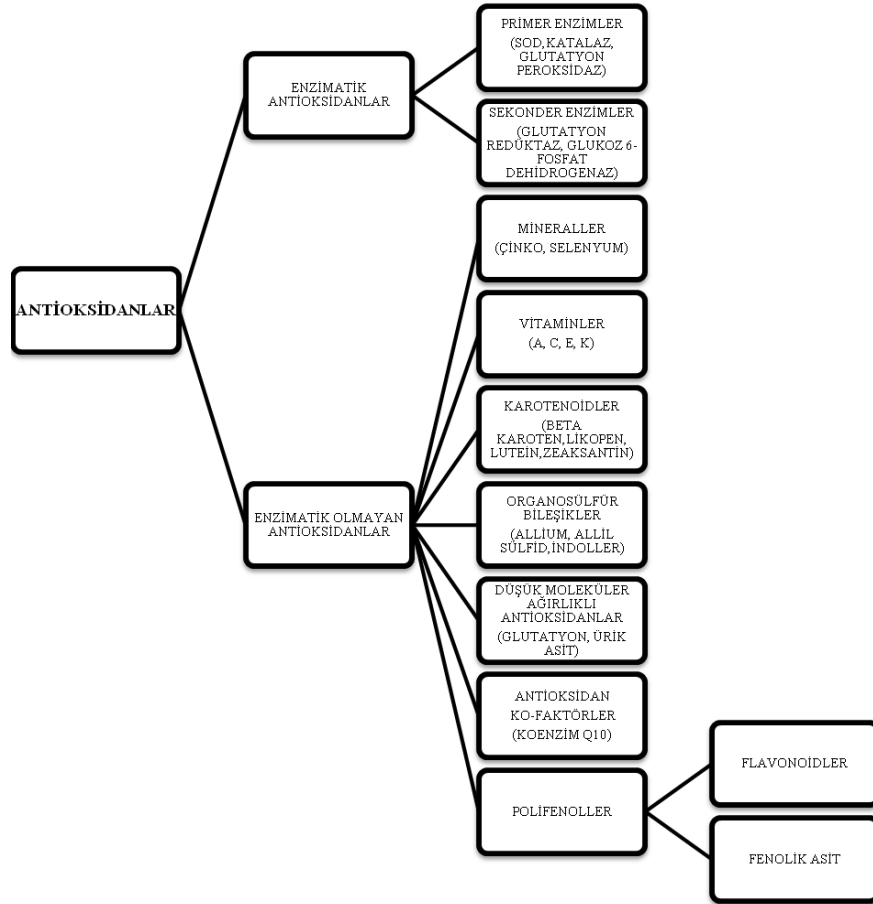 PRİMER ENZİMLER
(SOD,KATALAZ,
GLUTATYON
PEROKSİDAZ)
ENZİMATİK
ANTİOKSİDANLAR
SEKONDER ENZİMLER
(GLUTATYON
REDÜKTAZ, GLUKOZ 6-
FOSFAT
DEHİDROGENAZ)
MİNERALLER
(ÇİNKO, SELENYUM)
ANTİOKSİDANLAR
VİTAMİNLER
(A, C, E, K)
KAROTENOİDLER
(BETA
KAROTEN,LİKOPEN,
LUTEİN,ZEAKSANTİN)
ENZİMATİK OLMAYAN
ANTİOKSİDANLAR
ORGANOSÜLFÜR
BİLEŞİKLER
(ALLİUM, ALLİL
SÜLFİD,İNDOLLER)
DÜŞÜK MOLEKÜLER
AĞIRLIKLI
ANTİOKSİDANLAR
(GLUTATYON, ÜRİK
ASİT)
ANTİOKSİDAN
KO-FAKTÖRLER
(KOENZİM Q10)
POLİFENOLLER
FLAVONOİDLER
FENOLİK ASİT